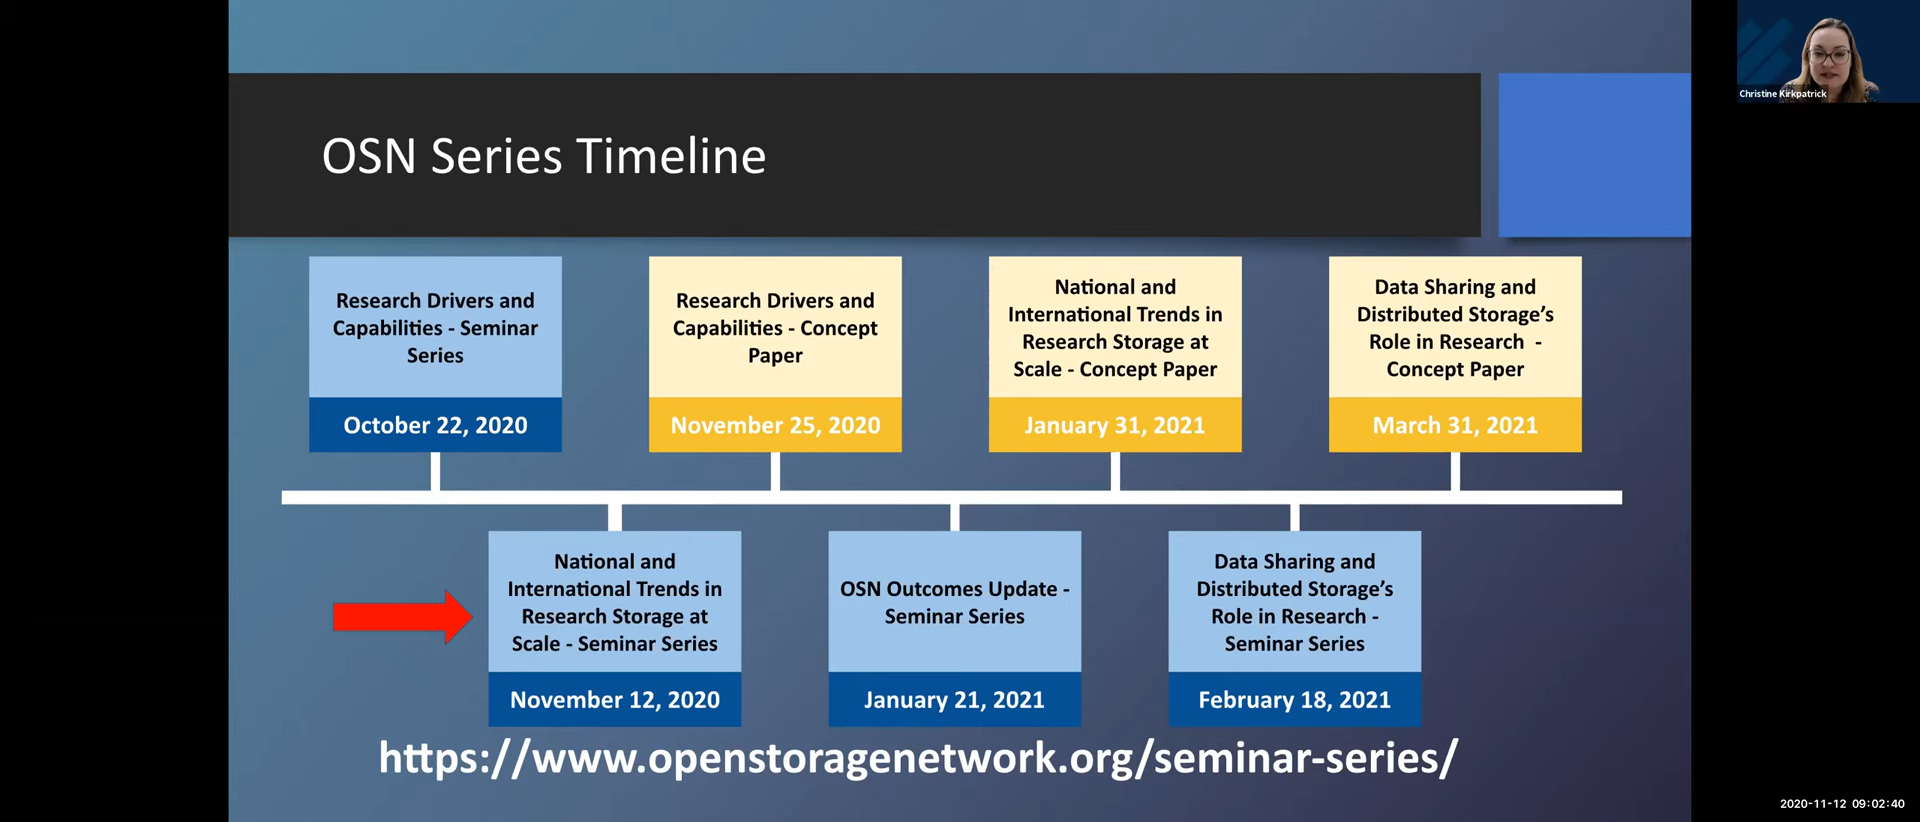 Christine Kirkpatrick
OSN Series Timeline
Research Drivers and
Capabilities - Seminar
Series
October 22, 2020
Research Drivers and
Capabilities - Concept
Paper
November 25, 2020
National and
International Trends in
Research Storage at
Scale - Concept Paper
January 31, 2021
Data Sharing and
Distributed Storage’s
Role in Research -
Concept Paper
March 31, 2021
National and
International Trends in
Research Storage at
Scale - Seminar Series
November 12, 2020
OSN Outcomes Update -
Seminar Series
January 21, 2021
Data Sharing and
Distributed Storage’s
Role in Research -
Seminar Series
February 18, 2021
https://www.openstoragenetwork.org/seminar-series/
2020-11-12 09:02:40